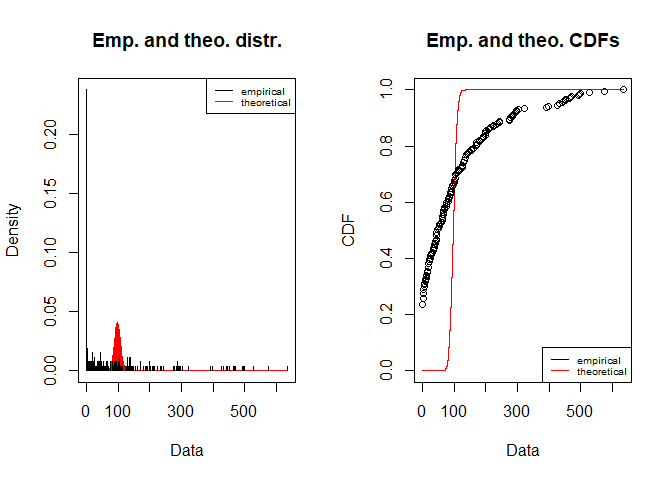 Emp. and theo. distr.
empirical
theoretical
Density
0.00 0.05 0.10 0.15 0.20
0 100 300 500
Data
Emp. and theo. CDFs
CDF
0.0 0.2 0.4 0.6 0.8 1.0
empirical
theoretical
0 100 300 500
Data